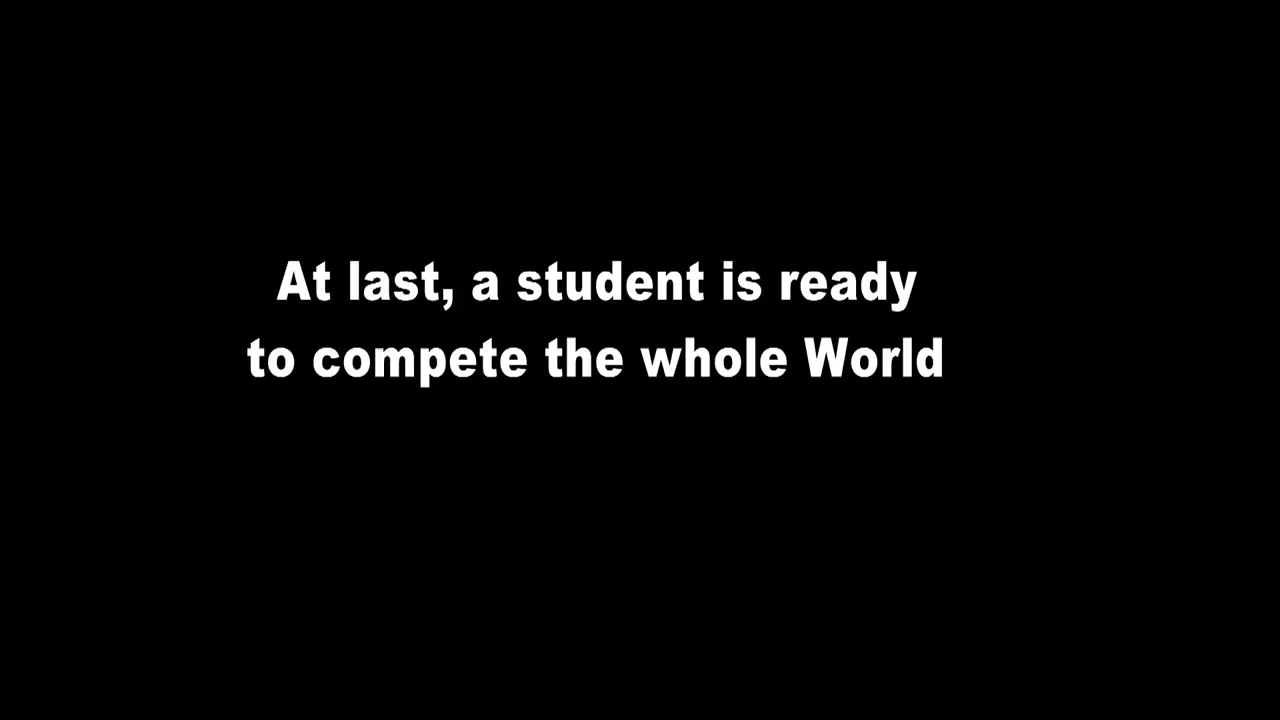 At last, a student is ready
to compete the whole World